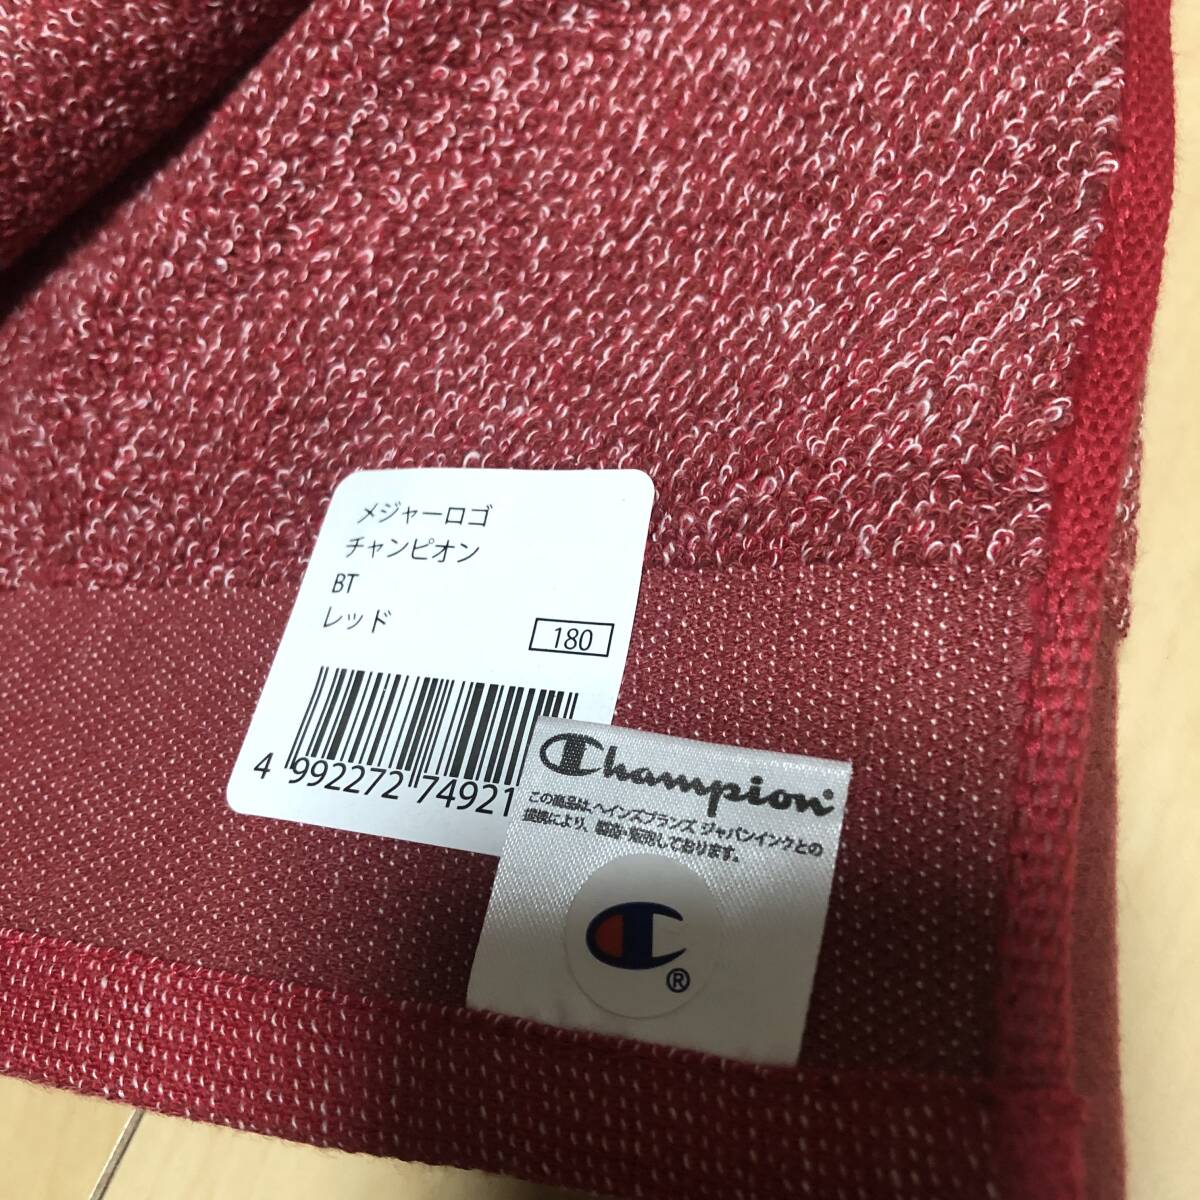 メジャーロゴ
チャンピオン
BT
レッド
180
4 992272 74921
Champion
この商品は、ヘインズブランズ ジャパンインクとの
提携により、製造・販売しております。
®